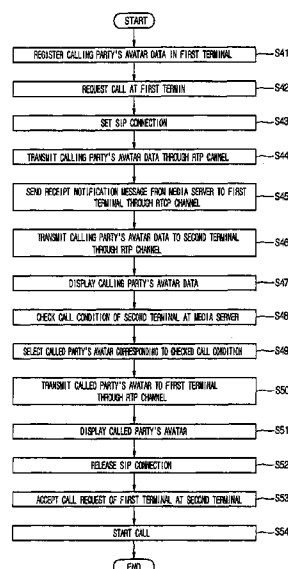 START
REGISTER CALLING PARTY'S AVATAR DATA IN FIRST TERMINAL
S41
REQUEST CALL AT FIRST TERMIN
S42
SET SIP CONNECTION
S43
TRANSMIT CALLING PARTY'S AVATAR DATA THROUGH RTP CANNEL
S44
SEND RECEIPT NOTIFICATION MESSAGE FROM MEDIA SERVER TO FIRST
TERMINAL THROUGH RTCP CHANNEL
S45
TRANSMIT CALLING PARTY'S AVATAR DATA TO SECOND TERMINAL
THROUGH RTP CHANNEL
S46
DISPLAY CALLING PARTY'S AVATAR DATA
S47
CHECK CALL CONDITION OF SECOND TERMINAL AT MEDIA SERVER
S48
SELECT CALLED PARTY'S AVATAR CORRESPONDING TO CHECKED CALL CONDITION
S49
TRANSMIT CALLED PARTY'S AVATAR TO FIRST TERMINAL
THROUGH RTP CHANNEL
S50
DISPLAY CALLED PARTY'S AVATAR
S51
RELEASE SIP CONNECTION
S52
ACCEPT CALL REQUEST OF FIRST TERMINAL AT SECOND TERMINAL
S53
START CALL
S54
END